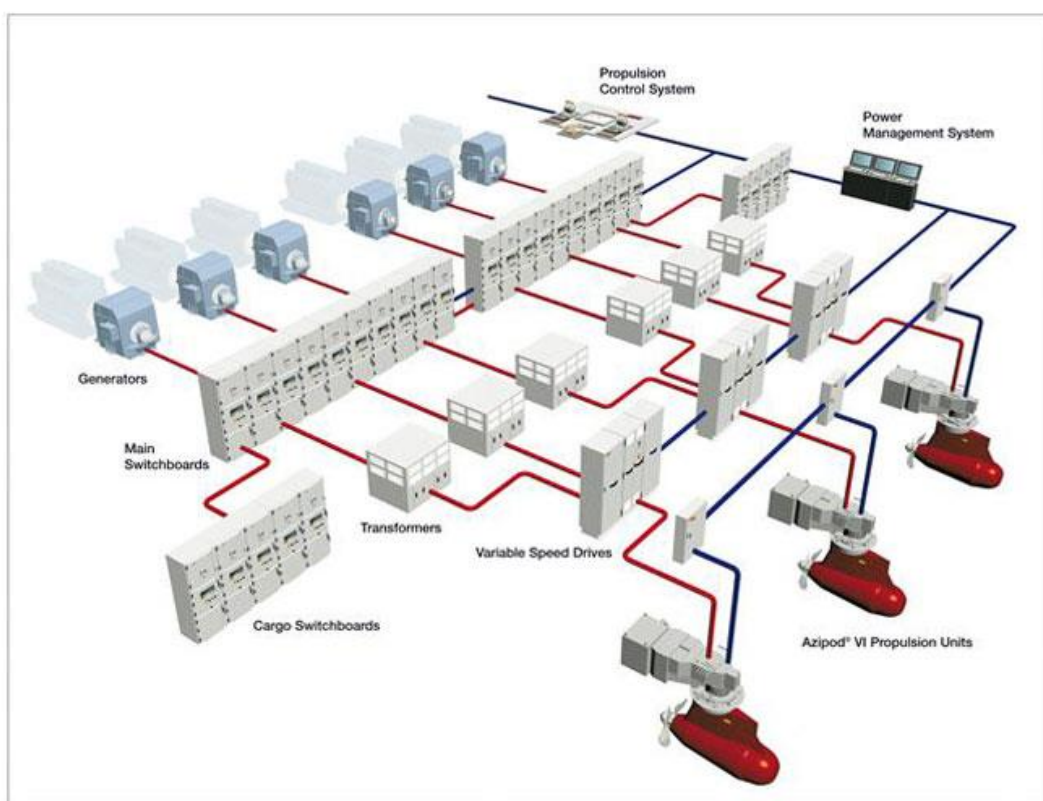 Propulsion
Control System
Power
Management System
Generators
Main
Switchboards
Transformers
Variable Speed Drives
Cargo Switchboards
Azipod® VI Propulsion Units